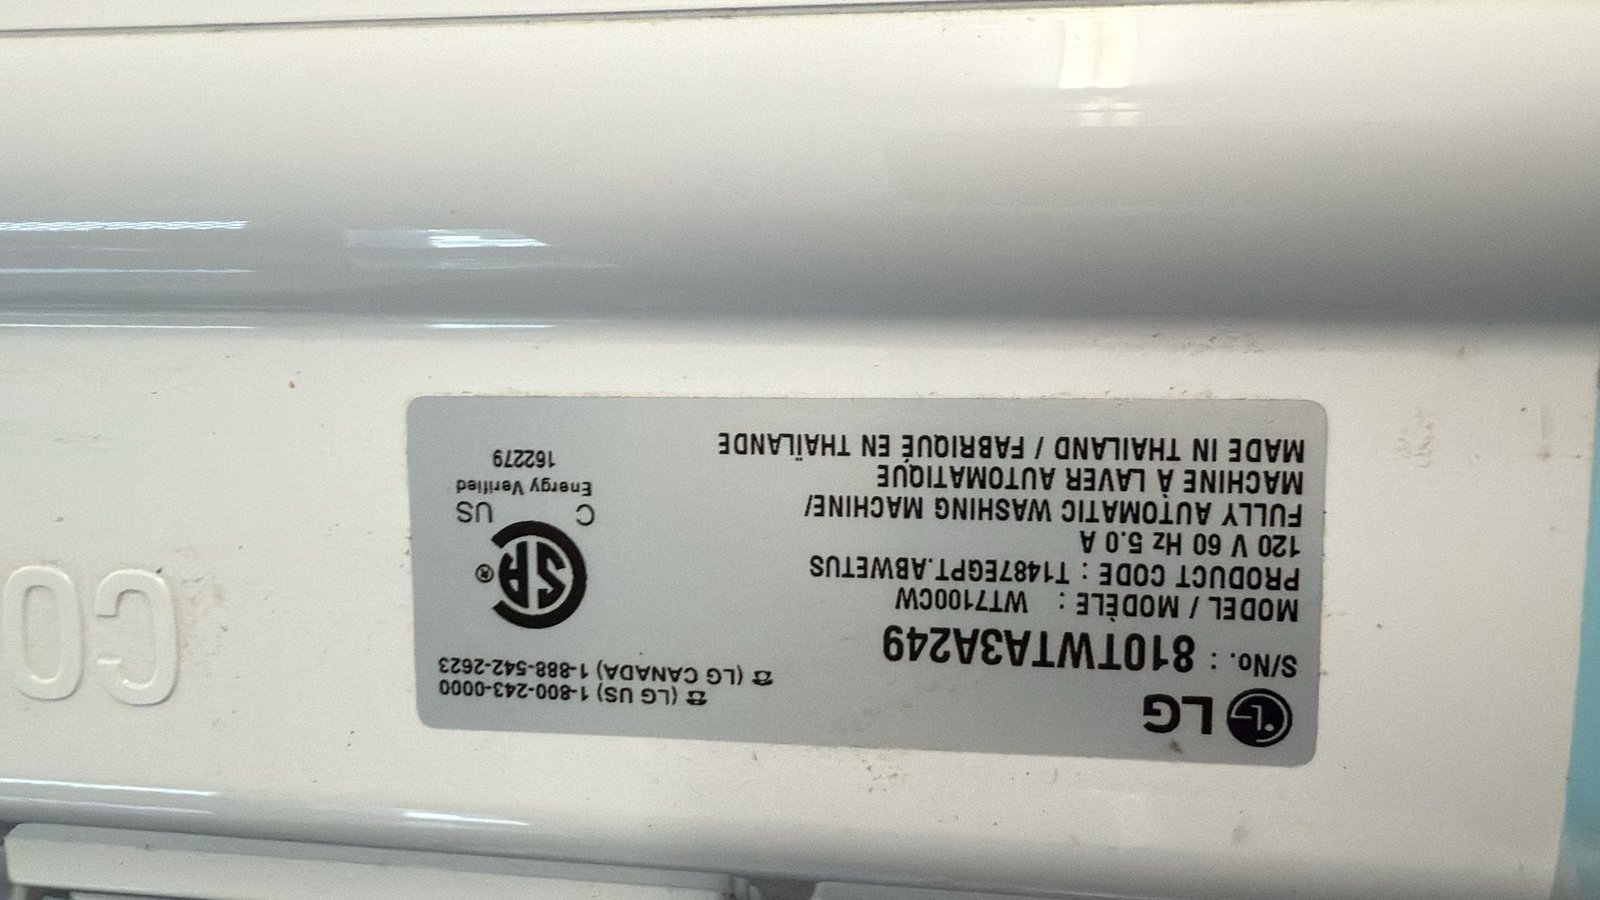 LG
☎ (LG US) 1-800-243-0000
☎ (LG CANADA) 1-888-542-2623
S/No. : 810TWTA3A249
MODEL / MODÈLE : WT7100CW
PRODUCT CODE : T1487EGPT.ABWETUS
120 V 60 Hz 5.0 A
FULLY AUTOMATIC WASHING MACHINE/
MACHINE À LAVER AUTOMATIQUE
MADE IN THAILAND / FABRIQUÉ EN THAÏLANDE
SA ®
C US
Energy Verified
162279
CO